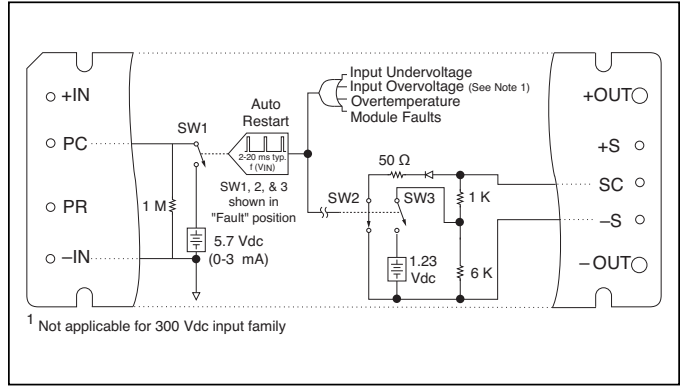 +IN
PC
PR
–IN
1 M
SW1
5.7 Vdc
(0-3 mA)
Auto
Restart
2-20 ms typ.
f (VIN)
SW1, 2, & 3
shown in
"Fault" position
Input Undervoltage
Input Overvoltage (See Note 1)
Overtemperature
Module Faults
50 Ω
SW2
SW3
1 K
1.23
Vdc
6 K
+OUT
+S
SC
–S
–OUT
1 Not applicable for 300 Vdc input family